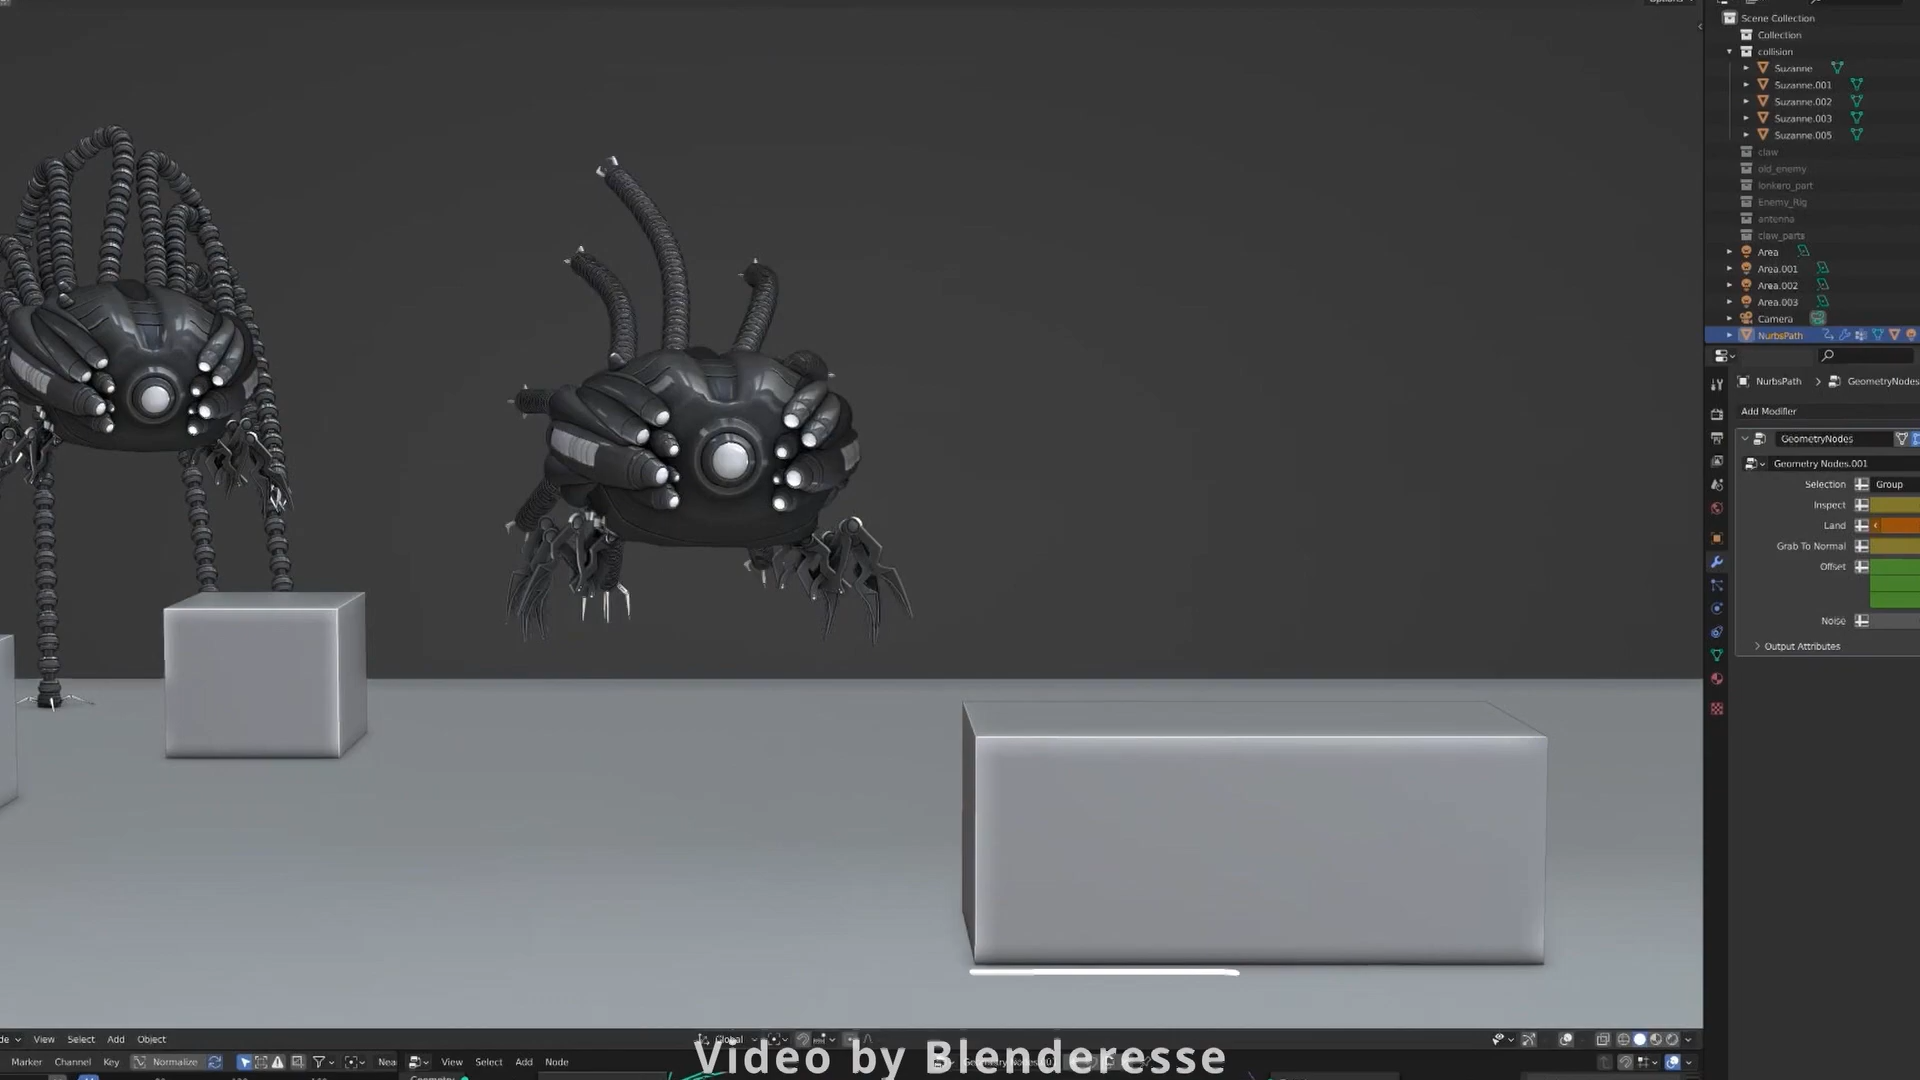 Options
Scene Collection
Collection
collision
Suzanne
Suzanne.001
Suzanne.002
Suzanne.003
Suzanne.005
claw
old_enemy
lonkero_part
Enemy_Rig
antenna
claw_parts
Area
Area.001
Area.002
Area.003
Camera
NurbsPath
NurbsPath > GeometryNodes
Add Modifier
GeometryNodes
Geometry Nodes.001
Selection Group
Inspect
Land
Grab To Normal
Offset
Noise
Output Attributes
View Select Add Object
Global
Marker Channel Key Normalize Nea
View Select Add Node
Video by Blenderesse